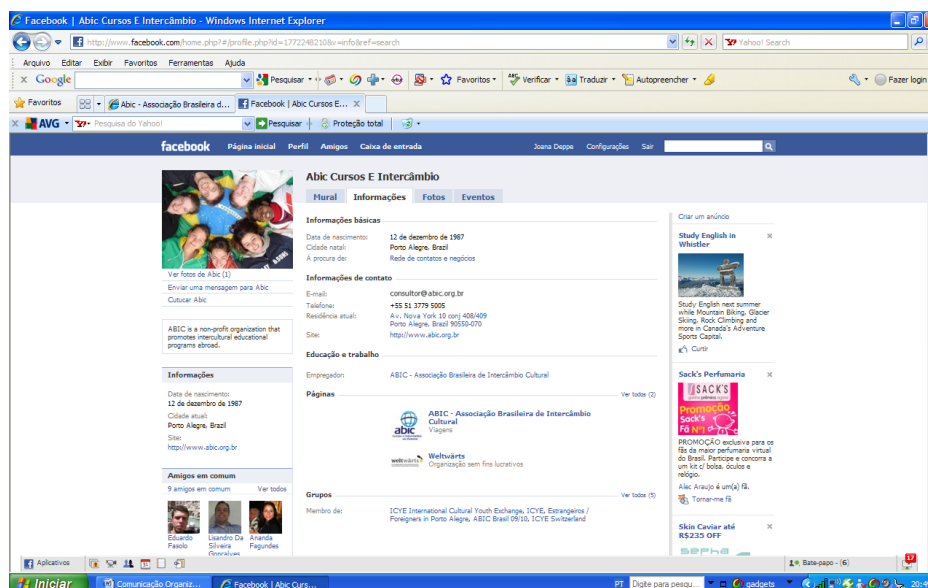 Facebook | Abic Cursos E Intercâmbio - Windows Internet Explorer
http://www.facebook.com/home.php?#/profile.php?id=1772248210&v=info&ref=search
Yahoo! Search
Arquivo Editar Exibir Favoritos Ferramentas Ajuda
x Google Pesquisar Favoritos Verificar Traduzir Autopreencher Fazer login
Favoritos Abic - Associação Brasileira d... Facebook | Abic Cursos E... X
x AVG Pesquisa do Yahoo! Pesquisar Proteção total
facebook Página inicial Perfil Amigos Caixa de entrada Joana Deppe Configurações Sair
Abic Cursos E Intercâmbio
Mural Informações Fotos Eventos
Informações básicas
Data de nascimento: 12 de dezembro de 1987
Cidade natal: Porto Alegre, Brazil
À procura de: Rede de contatos e negócios
Informações de contato
E-mail: consultor@abic.org.br
Telefone: +55 51 3779 5005
Residência atual: Av. Nova York 10 conj 408/409
Porto Alegre, Brazil 90550-070
Site: http://www.abic.org.br
Educação e trabalho
Empregador: ABIC - Associação Brasileira de Intercâmbio Cultural
Páginas Ver todos (2)
ABIC - Associação Brasileira de Intercâmbio
Cultural
Viagens
abic
Weltwärts
Organização sem fins lucrativos
weltwärts
Grupos Ver todos (5)
Membro de: ICYE International Cultural Youth Exchange, ICYE, Estrangeiros /
Foreigners in Porto Alegre, ABIC Brasil 09/10, ICYE Switzerland
Ver fotos de Abic (1)
Enviar uma mensagem para Abic
Cutucar Abic
ABIC is a non-profit organization that
promotes intercultural educational
programs abroad.
Informações
Data de nascimento:
12 de dezembro de 1987
Cidade atual:
Porto Alegre, Brazil
Site:
http://www.abic.org.br
Amigos em comum
9 amigos em comum Ver todos
Eduardo
Fasolo
Lisandro Da
Silveira
Goncalves
Ananda
Fagundes
Criar um anúncio
Study English in
Whistler
Study English next summer
while Mountain Biking, Glacier
Skiing, Rock Climbing and
more in Canada's Adventure
Sports Capital.
Curtir
Sack's Perfumaria
SACK'S
Promoção
Sack's
Fã Nº1
PROMOÇÃO exclusiva para os
fãs da maior perfumaria virtual
do Brasil. Participe e concorra a
um kit c/ bolsa, óculos e
relógio.
Alec Araujo é um(a) fã.
Tornar-me fã
Skin Caviar até
R$235 OFF
sepha
Aplicativos Bate-papo - (6) 17
Iniciar Comunicação Organiz... Facebook | Abic Curs... PT Digite para pesqu... gadgets 20:49